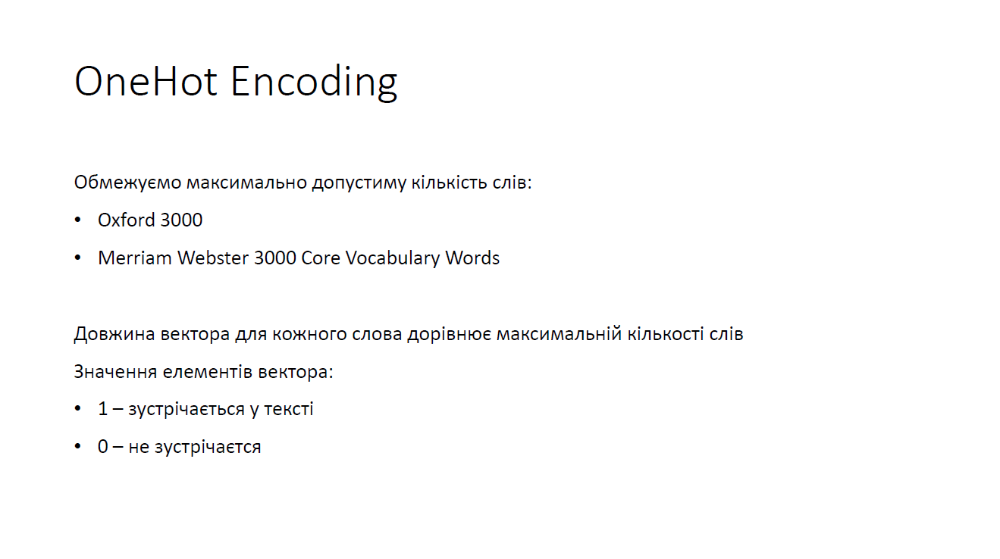 OneHot Encoding
Обмежуємо максимально допустиму кількість слів:
• Oxford 3000
• Merriam Webster 3000 Core Vocabulary Words
Довжина вектора для кожного слова дорівнює максимальній кількості слів
Значення елементів вектора:
• 1 – зустрічається у тексті
• 0 – не зустрічаєтся